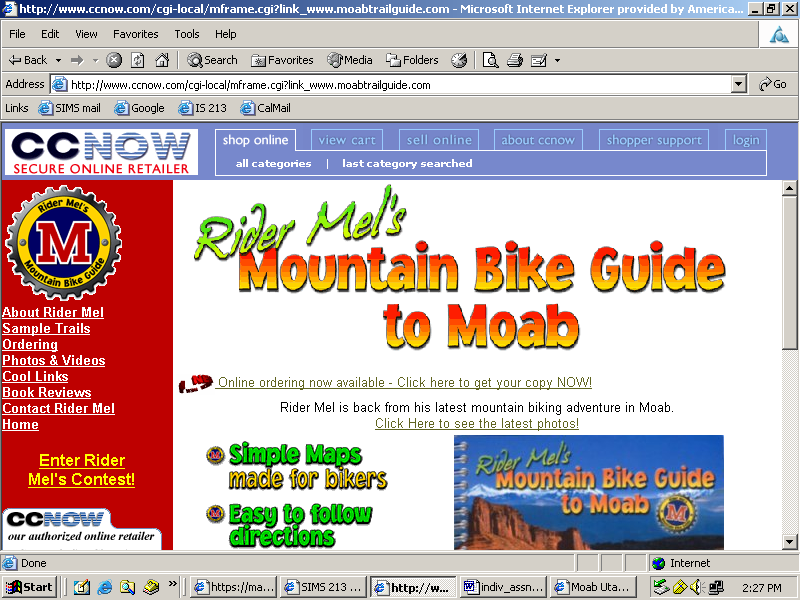 http://www.ccnow.com/cgi-local/mframe.cgi?link_www.moabtrailguide.com - Microsoft Internet Explorer provided by America...
File Edit View Favorites Tools Help
Back Search Favorites Media Folders
Address http://www.ccnow.com/cgi-local/mframe.cgi?link_www.moabtrailguide.com Go
Links SIMS mail Google IS 213 CalMail
CCNOW
SECURE ONLINE RETAILER
shop online view cart sell online about ccnow shopper support login
all categories | last category searched
Rider Mel's
M
Mountain Bike Guide
About Rider Mel
Sample Trails
Ordering
Photos & Videos
Cool Links
Book Reviews
Contact Rider Mel
Home
Enter Rider
Mel's Contest!
CCNOW
our authorized online retailer
Rider Mel's
Mountain Bike Guide
to Moab
Online ordering now available - Click here to get your copy NOW!
Rider Mel is back from his latest mountain biking adventure in Moab.
Click Here to see the latest photos!
M Simple Maps
made for bikers
M Easy to follow
directions
Rider Mel's
Mountain Bike Guide
to Moab
M
Done Internet
Start » https://ma... SIMS 213 ... http://w... indiv_assn... Moab Uta... 2:27 PM